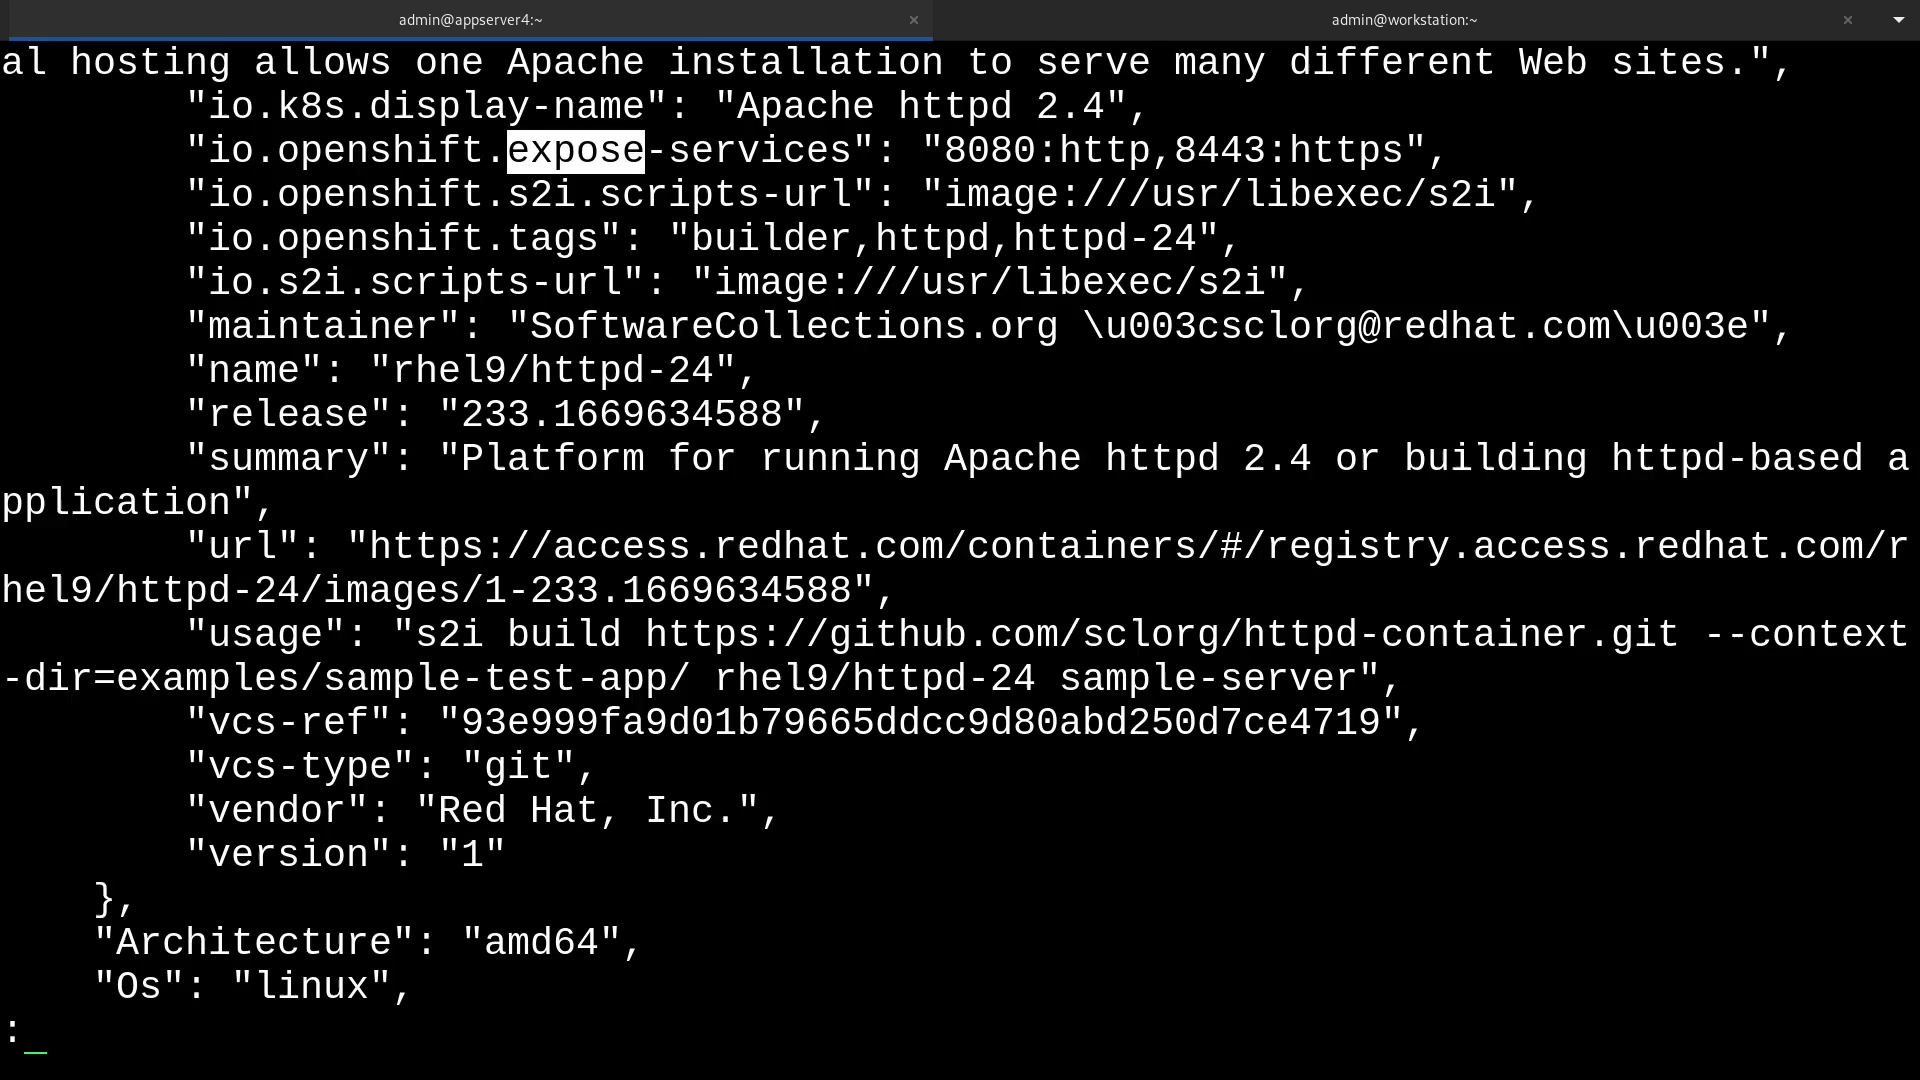 admin@appserver4:~ × admin@workstation:~ ×
al hosting allows one Apache installation to serve many different Web sites.",
"io.k8s.display-name": "Apache httpd 2.4",
"io.openshift.expose-services": "8080:http,8443:https",
"io.openshift.s2i.scripts-url": "image:///usr/libexec/s2i",
"io.openshift.tags": "builder,httpd,httpd-24",
"io.s2i.scripts-url": "image:///usr/libexec/s2i",
"maintainer": "SoftwareCollections.org \u003csclorg@redhat.com\u003e",
"name": "rhel9/httpd-24",
"release": "233.1669634588",
"summary": "Platform for running Apache httpd 2.4 or building httpd-based a
pplication",
"url": "https://access.redhat.com/containers/#/registry.access.redhat.com/r
hel9/httpd-24/images/1-233.1669634588",
"usage": "s2i build https://github.com/sclorg/httpd-container.git --context
-dir=examples/sample-test-app/ rhel9/httpd-24 sample-server",
"vcs-ref": "93e999fa9d01b79665ddcc9d80abd250d7ce4719",
"vcs-type": "git",
"vendor": "Red Hat, Inc.",
"version": "1"
},
"Architecture": "amd64",
"Os": "linux",
: